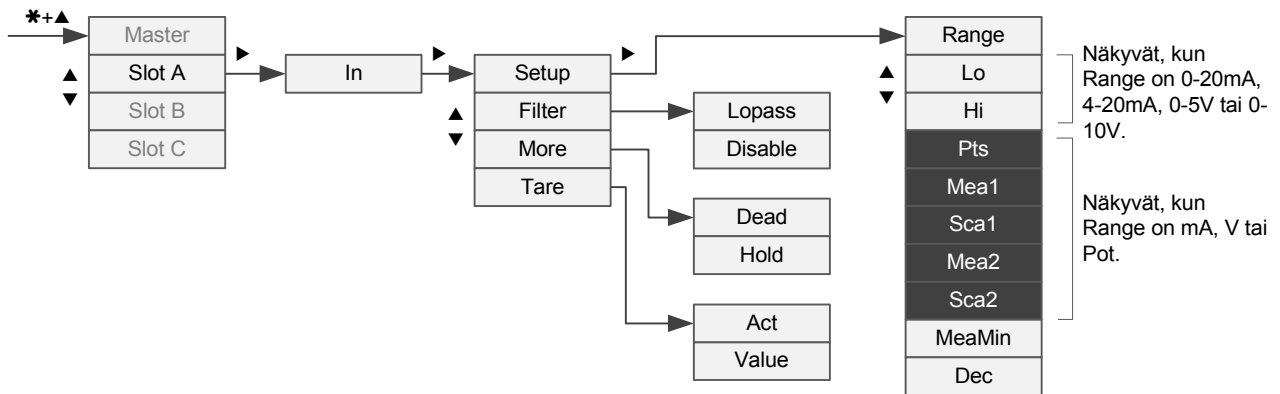 ✱+▲
Master
Slot A
Slot B
Slot C
In
Setup
Filter
More
Tare
Lopass
Disable
Dead
Hold
Act
Value
Range
Lo
Hi
Pts
Mea1
Sca1
Mea2
Sca2
MeaMin
Dec
Näkyvät, kun
Range on 0-20mA,
4-20mA, 0-5V tai 0-
10V.
Näkyvät, kun
Range on mA, V tai
Pot.